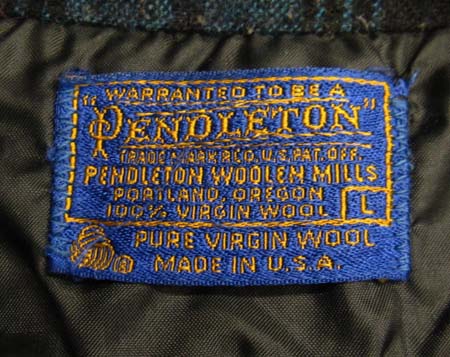 WARRANTED TO BE A
"PENDLETON"
TRADE MARK REG. U.S. PAT. OFF.
PENDLETON WOOLEN MILLS
PORTLAND, OREGON
100% VIRGIN WOOL L
PURE VIRGIN WOOL
MADE IN U.S.A.